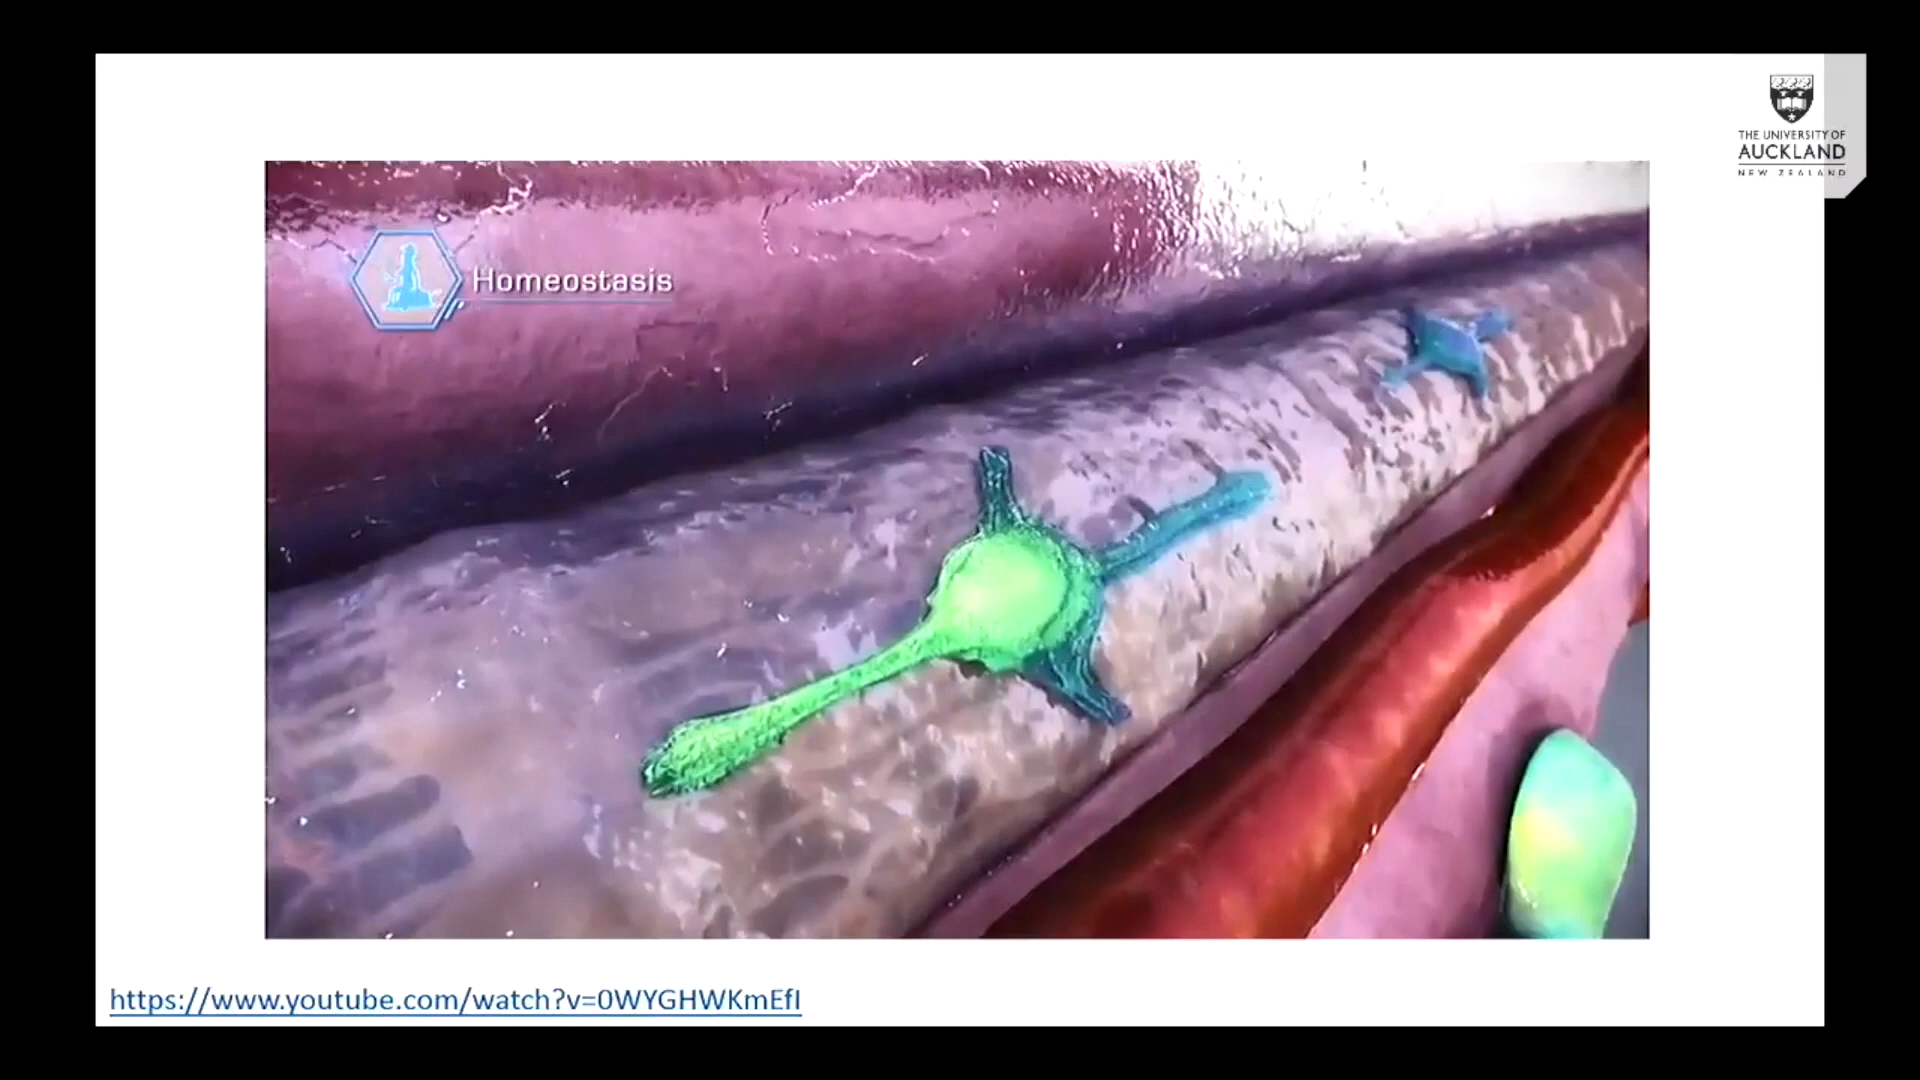 THE UNIVERSITY OF
AUCKLAND
NEW ZEALAND
Homeostasis
https://www.youtube.com/watch?v=0WYGHWKmEfI